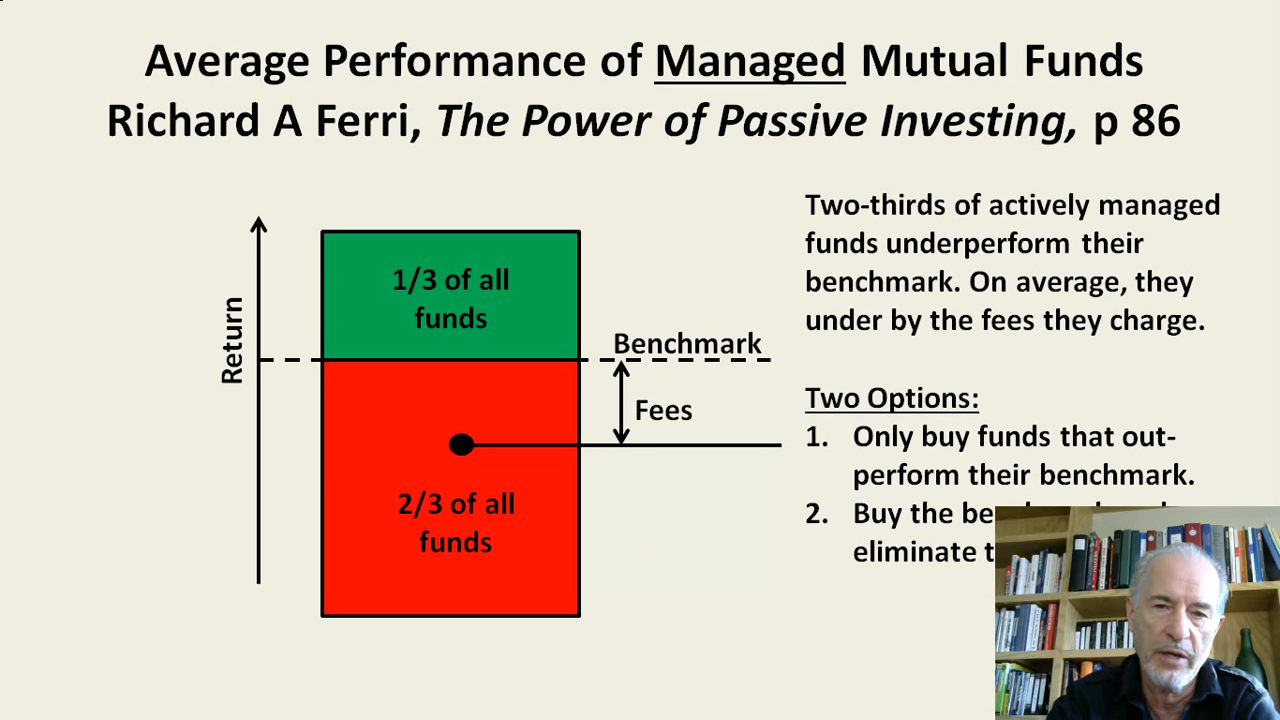 Average Performance of Managed Mutual Funds
Richard A Ferri, The Power of Passive Investing, p 86
Return
1/3 of all
funds
2/3 of all
funds
Benchmark
Fees
Two-thirds of actively managed
funds underperform their
benchmark. On average, they
under by the fees they charge.
Two Options:
1. Only buy funds that out-
perform their benchmark.
2. Buy the
eliminate